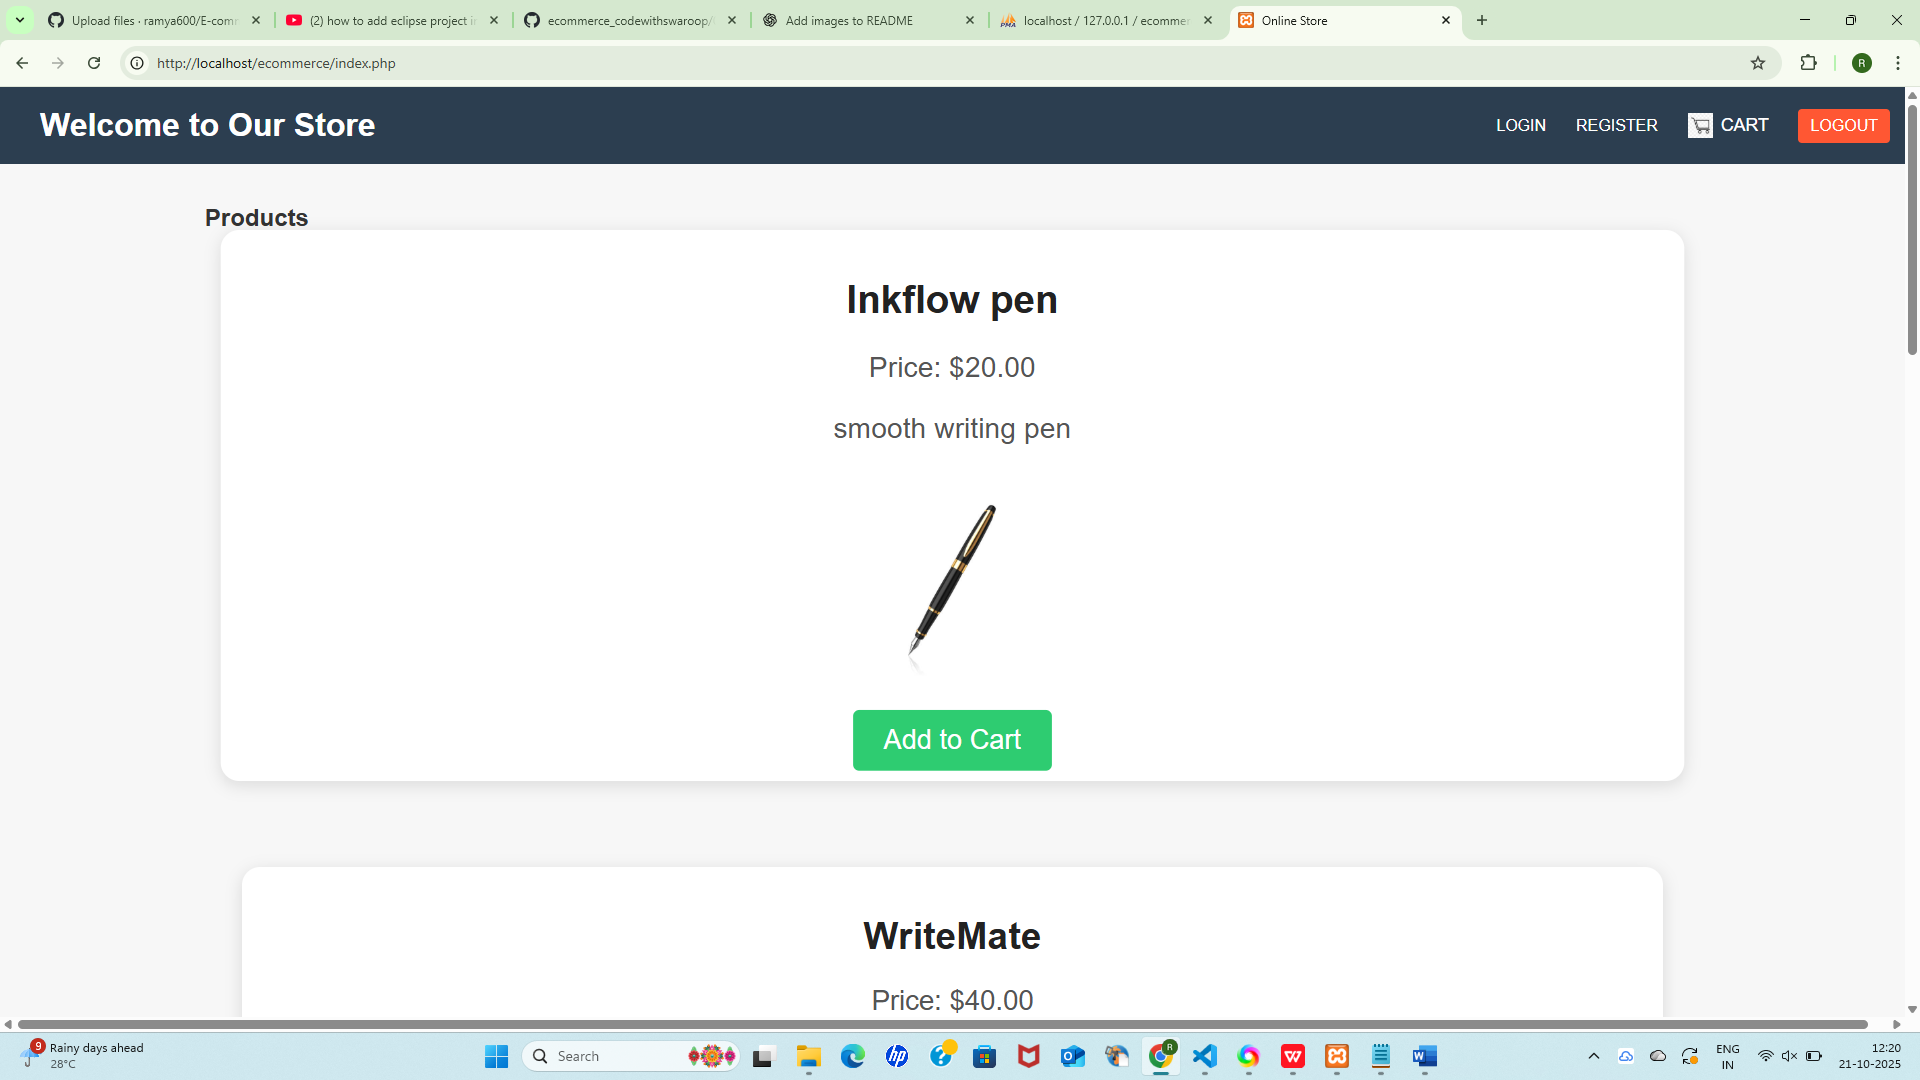 Upload files · ramya600/E-com
(2) how to add eclipse project i
ecommerce_codewithswaroop/
Add images to README
localhost / 127.0.0.1 / ecomme
Online Store
http://localhost/ecommerce/index.php
R
Welcome to Our Store
LOGIN
REGISTER
CART
LOGOUT
Products
Inkflow pen
Price: $20.00
smooth writing pen
Add to Cart
WriteMate
Price: $40.00
9
Rainy days ahead
28°C
Search
hp
R
ENG
IN
12:20
21-10-2025